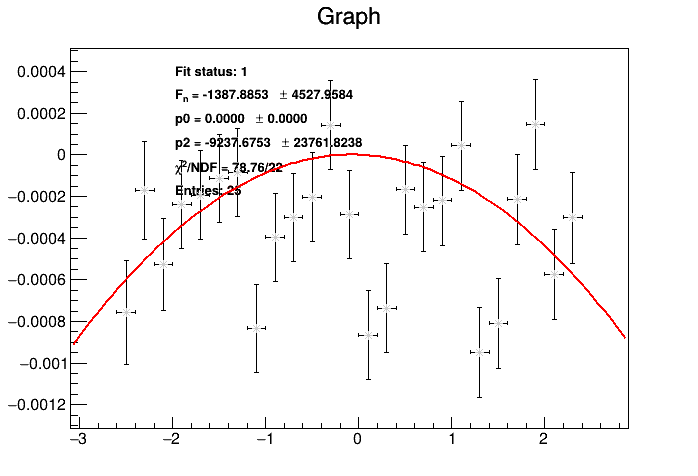 Graph
Fit status: 1
Fn = -1387.8853 ± 4527.9584
p0 = 0.0000 ± 0.0000
p2 = -9237.6753 ± 23761.8238
χ²/NDF = 78.76/22
Entries: 25
0.0004
0.0002
0
−0.0002
−0.0004
−0.0006
−0.0008
−0.001
−0.0012
−3 −2 −1 0 1 2